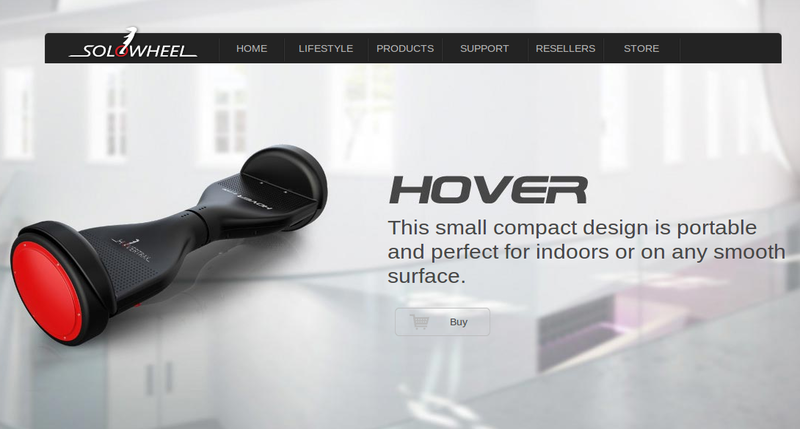 SOLOWHEEL
HOME LIFESTYLE PRODUCTS SUPPORT RESELLERS STORE
HOVER
This small compact design is portable
and perfect for indoors or on any smooth
surface.
Buy